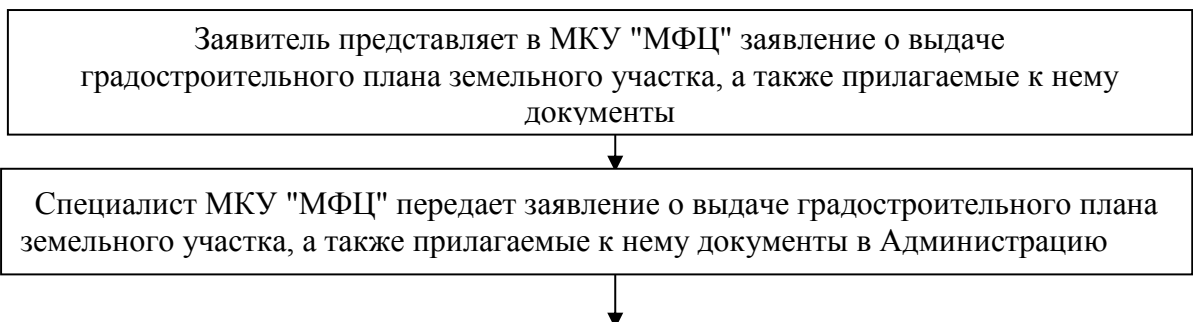 Заявитель представляет в МКУ "МФЦ" заявление о выдаче
градостроительного плана земельного участка, а также прилагаемые к нему
документы
Специалист МКУ "МФЦ" передает заявление о выдаче градостроительного плана
земельного участка, а также прилагаемые к нему документы в Администрацию